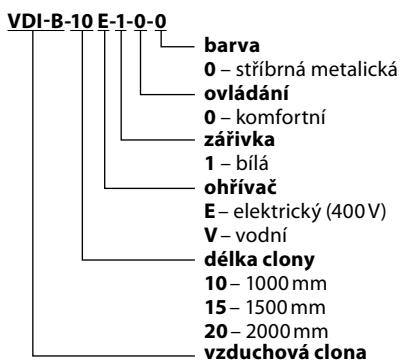 VDI-B-10 E-1-0-0
barva
0 – stříbrná metalická
ovládání
0 – komfortní
zářivka
1 – bílá
ohřívač
E – elektrický (400 V)
V – vodní
délka clony
10 – 1000 mm
15 – 1500 mm
20 – 2000 mm
vzduchová clona